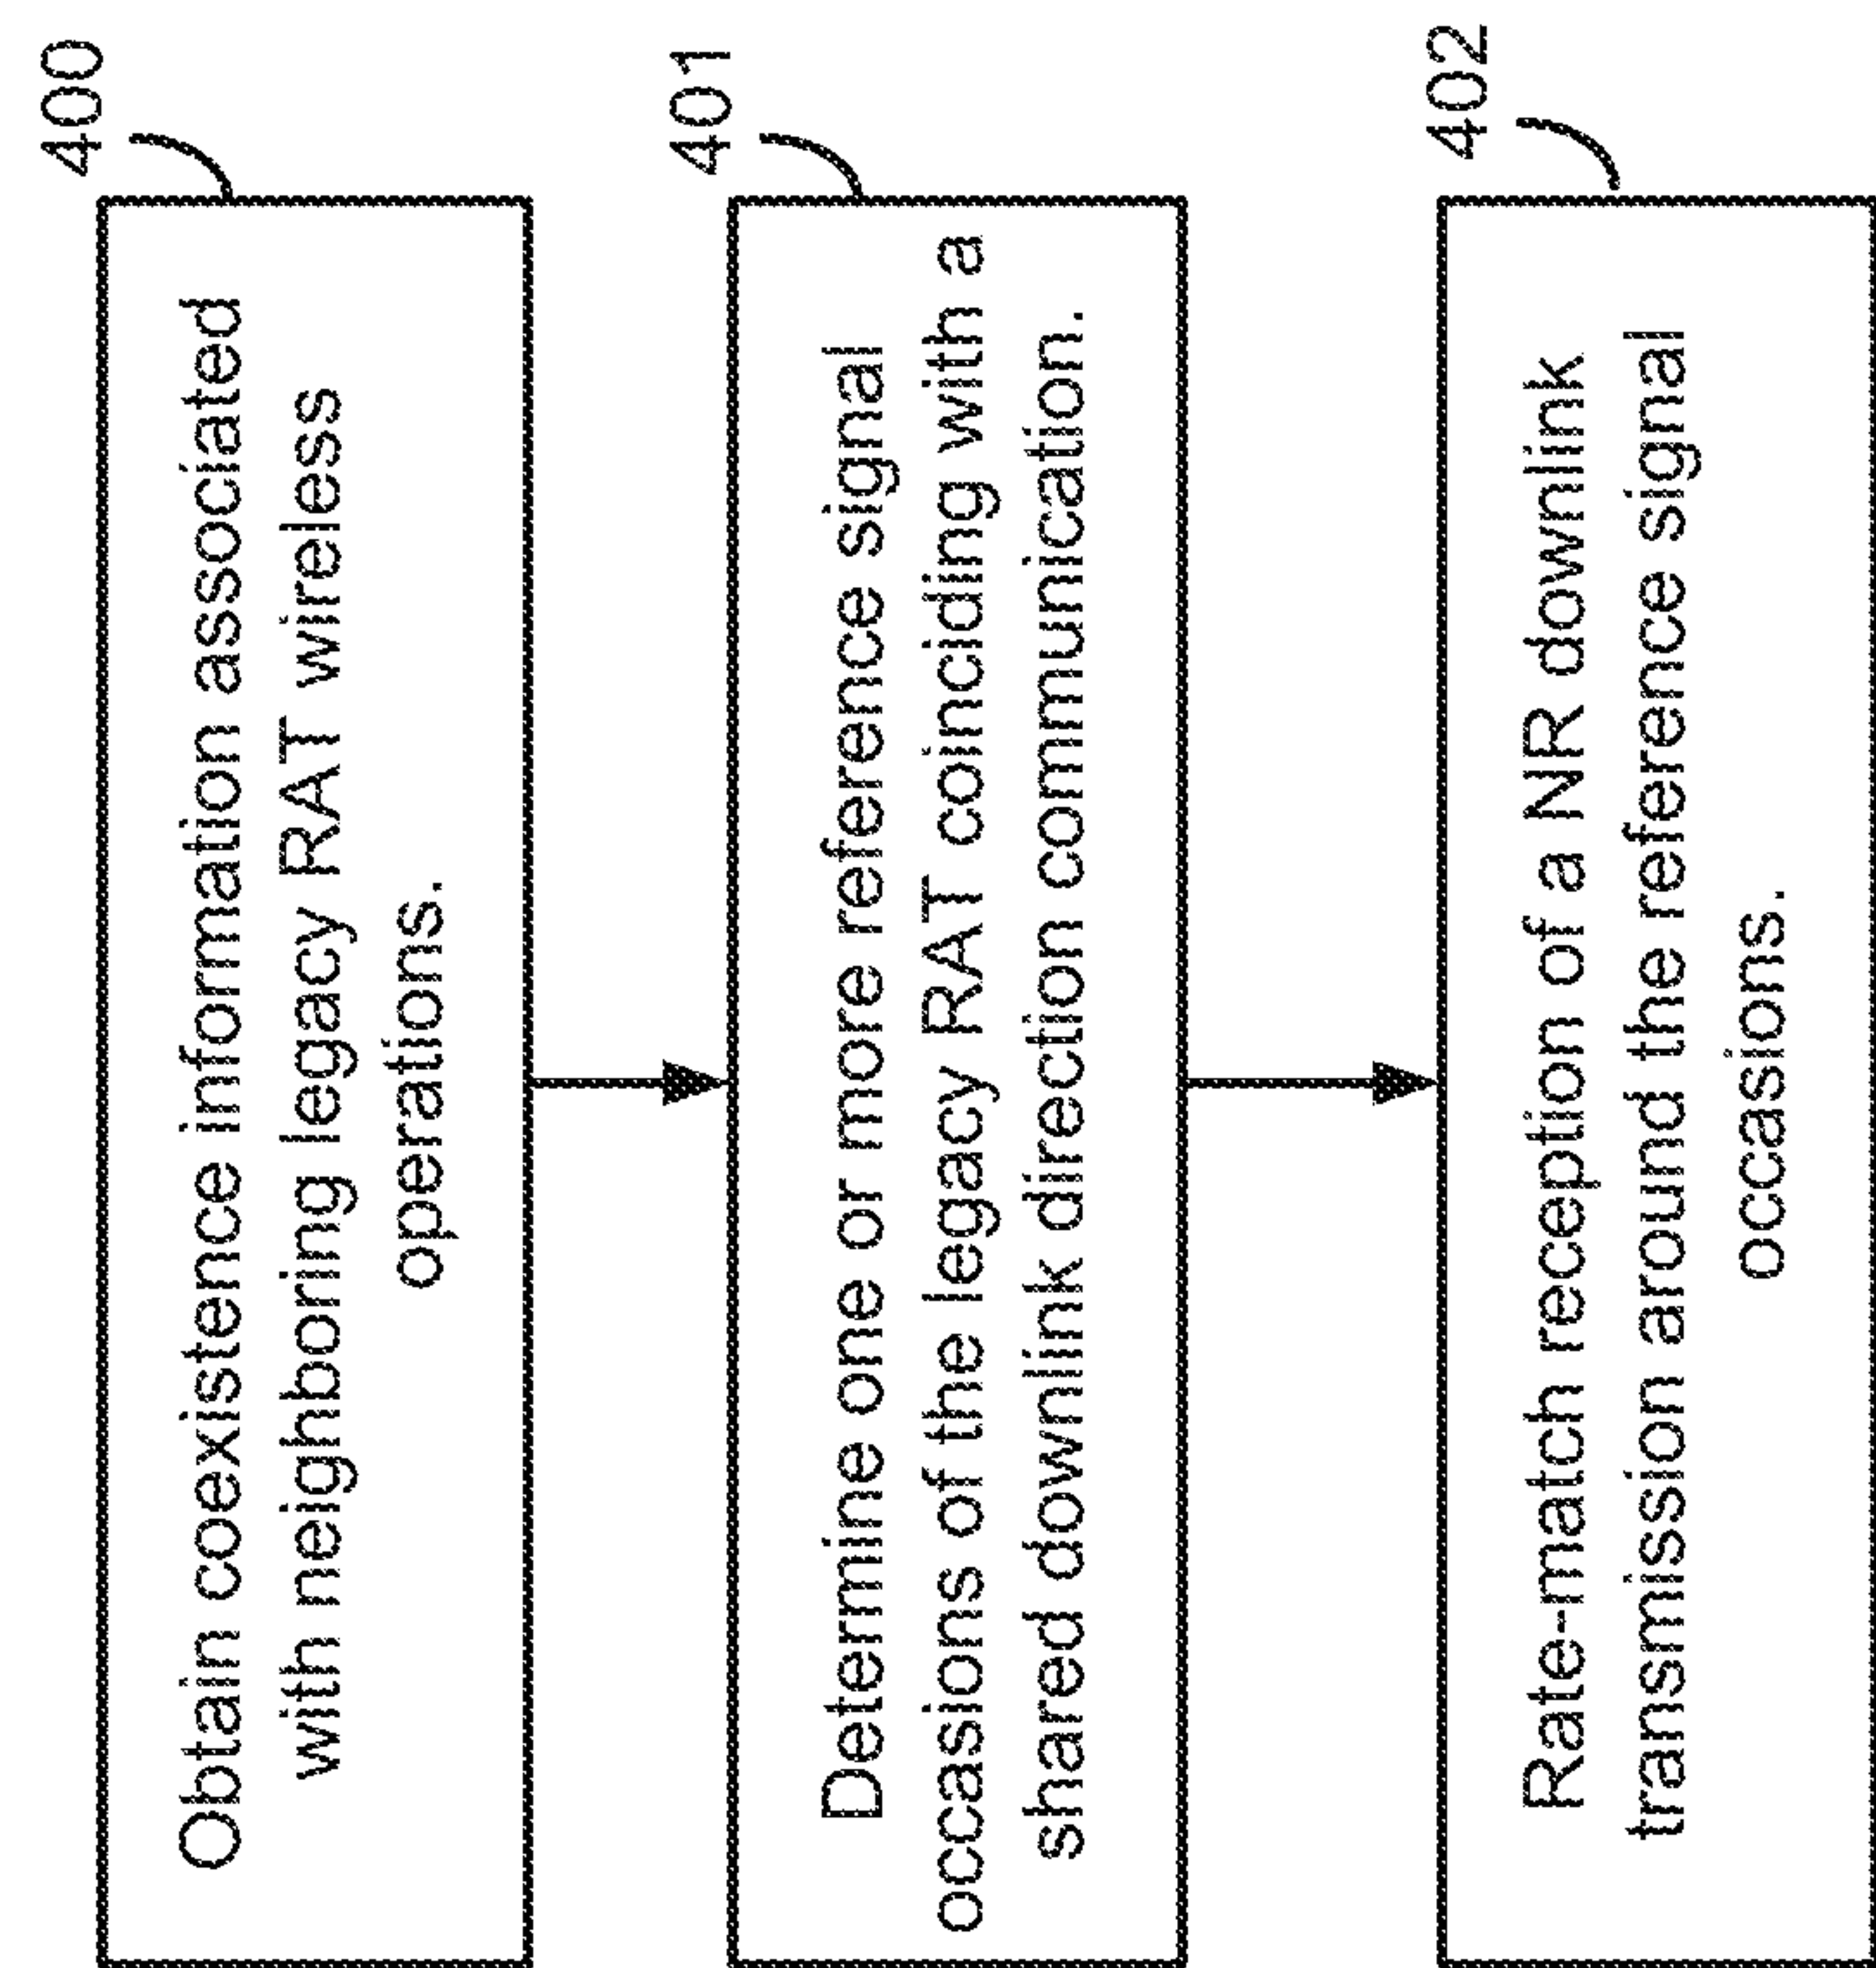 400
Obtain coexistence information associated
with neighboring legacy RAT wireless
operations.
401
Determine one or more reference signal
occasions of the legacy RAT coinciding with a
shared downlink direction communication.
402
Rate-match reception of a NR downlink
transmission around the reference signal
occasions.